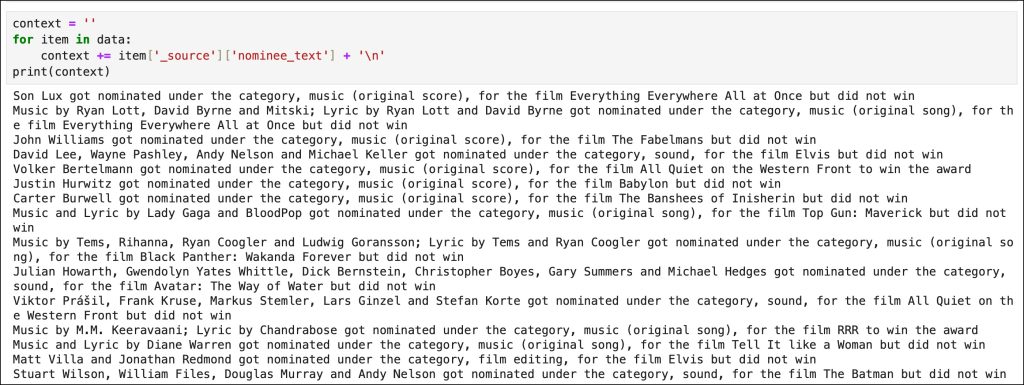 context = ''
for item in data:
    context += item['_source']['nominee_text'] + '\n'
print(context)
Son Lux got nominated under the category, music (original score), for the film Everything Everywhere All at Once but did not win
Music by Ryan Lott, David Byrne and Mitski; Lyric by Ryan Lott and David Byrne got nominated under the category, music (original song), for th
e film Everything Everywhere All at Once but did not win
John Williams got nominated under the category, music (original score), for the film The Fabelmans but did not win
David Lee, Wayne Pashley, Andy Nelson and Michael Keller got nominated under the category, sound, for the film Elvis but did not win
Volker Bertelmann got nominated under the category, music (original score), for the film All Quiet on the Western Front to win the award
Justin Hurwitz got nominated under the category, music (original score), for the film Babylon but did not win
Carter Burwell got nominated under the category, music (original score), for the film The Banshees of Inisherin but did not win
Music and Lyric by Lady Gaga and BloodPop got nominated under the category, music (original song), for the film Top Gun: Maverick but did not
win
Music by Tems, Rihanna, Ryan Coogler and Ludwig Goransson; Lyric by Tems and Ryan Coogler got nominated under the category, music (original so
ng), for the film Black Panther: Wakanda Forever but did not win
Julian Howarth, Gwendolyn Yates Whittle, Dick Bernstein, Christopher Boyes, Gary Summers and Michael Hedges got nominated under the category,
sound, for the film Avatar: The Way of Water but did not win
Viktor Prášil, Frank Kruse, Markus Stemler, Lars Ginzel and Stefan Korte got nominated under the category, sound, for the film All Quiet on th
e Western Front but did not win
Music by M.M. Keeravaani; Lyric by Chandrabose got nominated under the category, music (original song), for the film RRR to win the award
Music and Lyric by Diane Warren got nominated under the category, music (original song), for the film Tell It like a Woman but did not win
Matt Villa and Jonathan Redmond got nominated under the category, film editing, for the film Elvis but did not win
Stuart Wilson, William Files, Douglas Murray and Andy Nelson got nominated under the category, sound, for the film The Batman but did not win